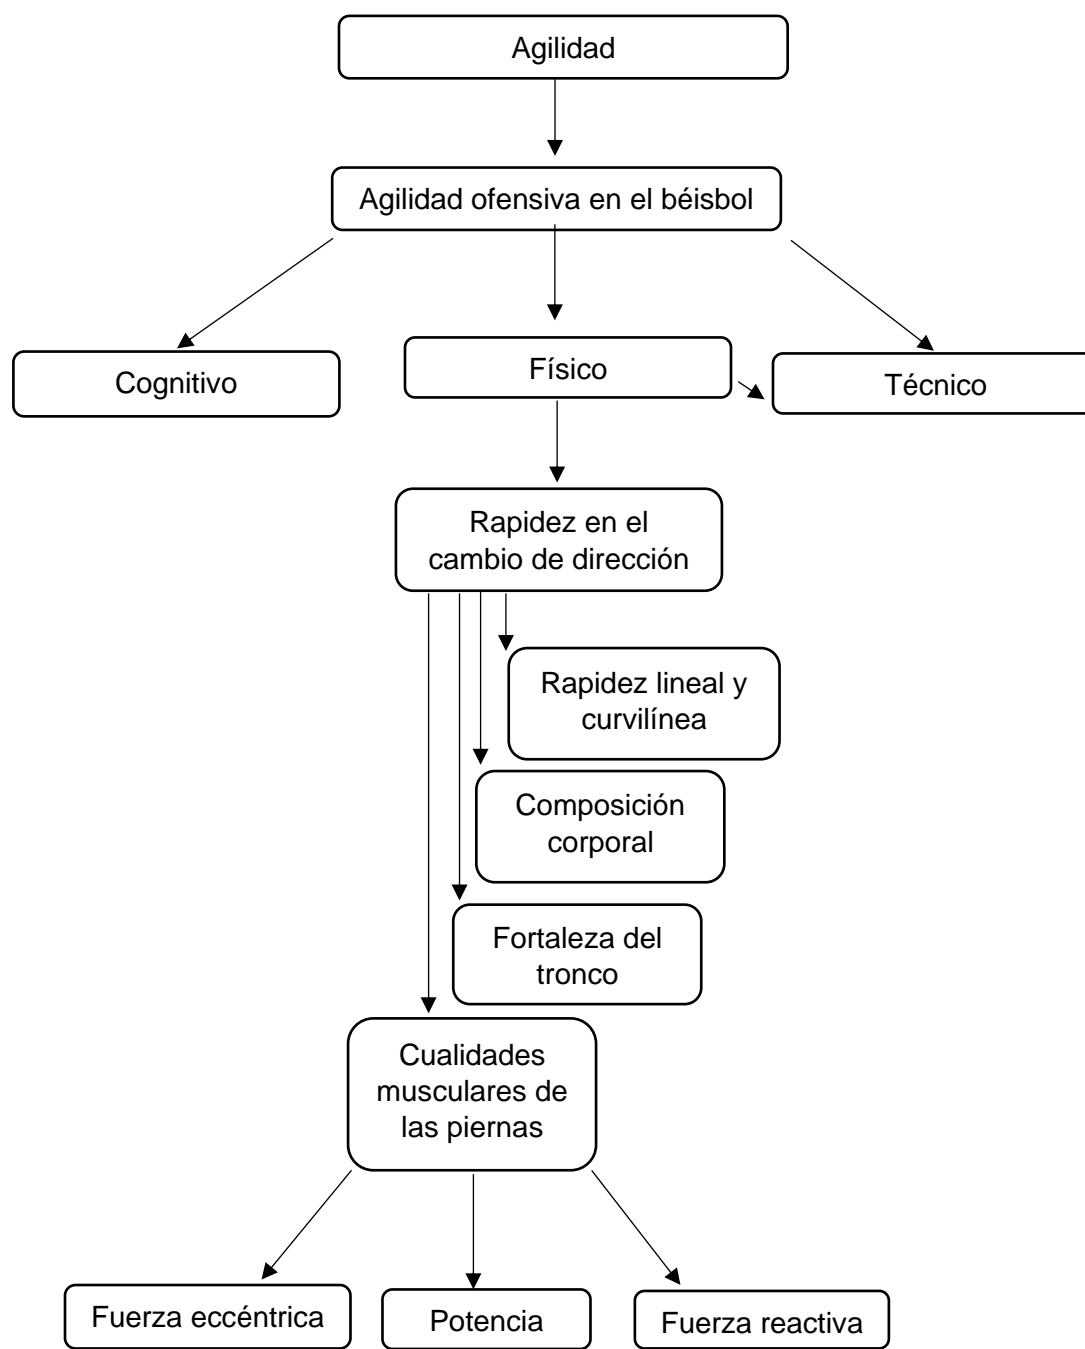 Agilidad
Agilidad ofensiva en el béisbol
Cognitivo
Físico
Técnico
Rapidez en el
cambio de dirección
Rapidez lineal y
curvilínea
Composición
corporal
Fortaleza del
tronco
Cualidades
musculares de
las piernas
Fuerza eccéntrica
Potencia
Fuerza reactiva